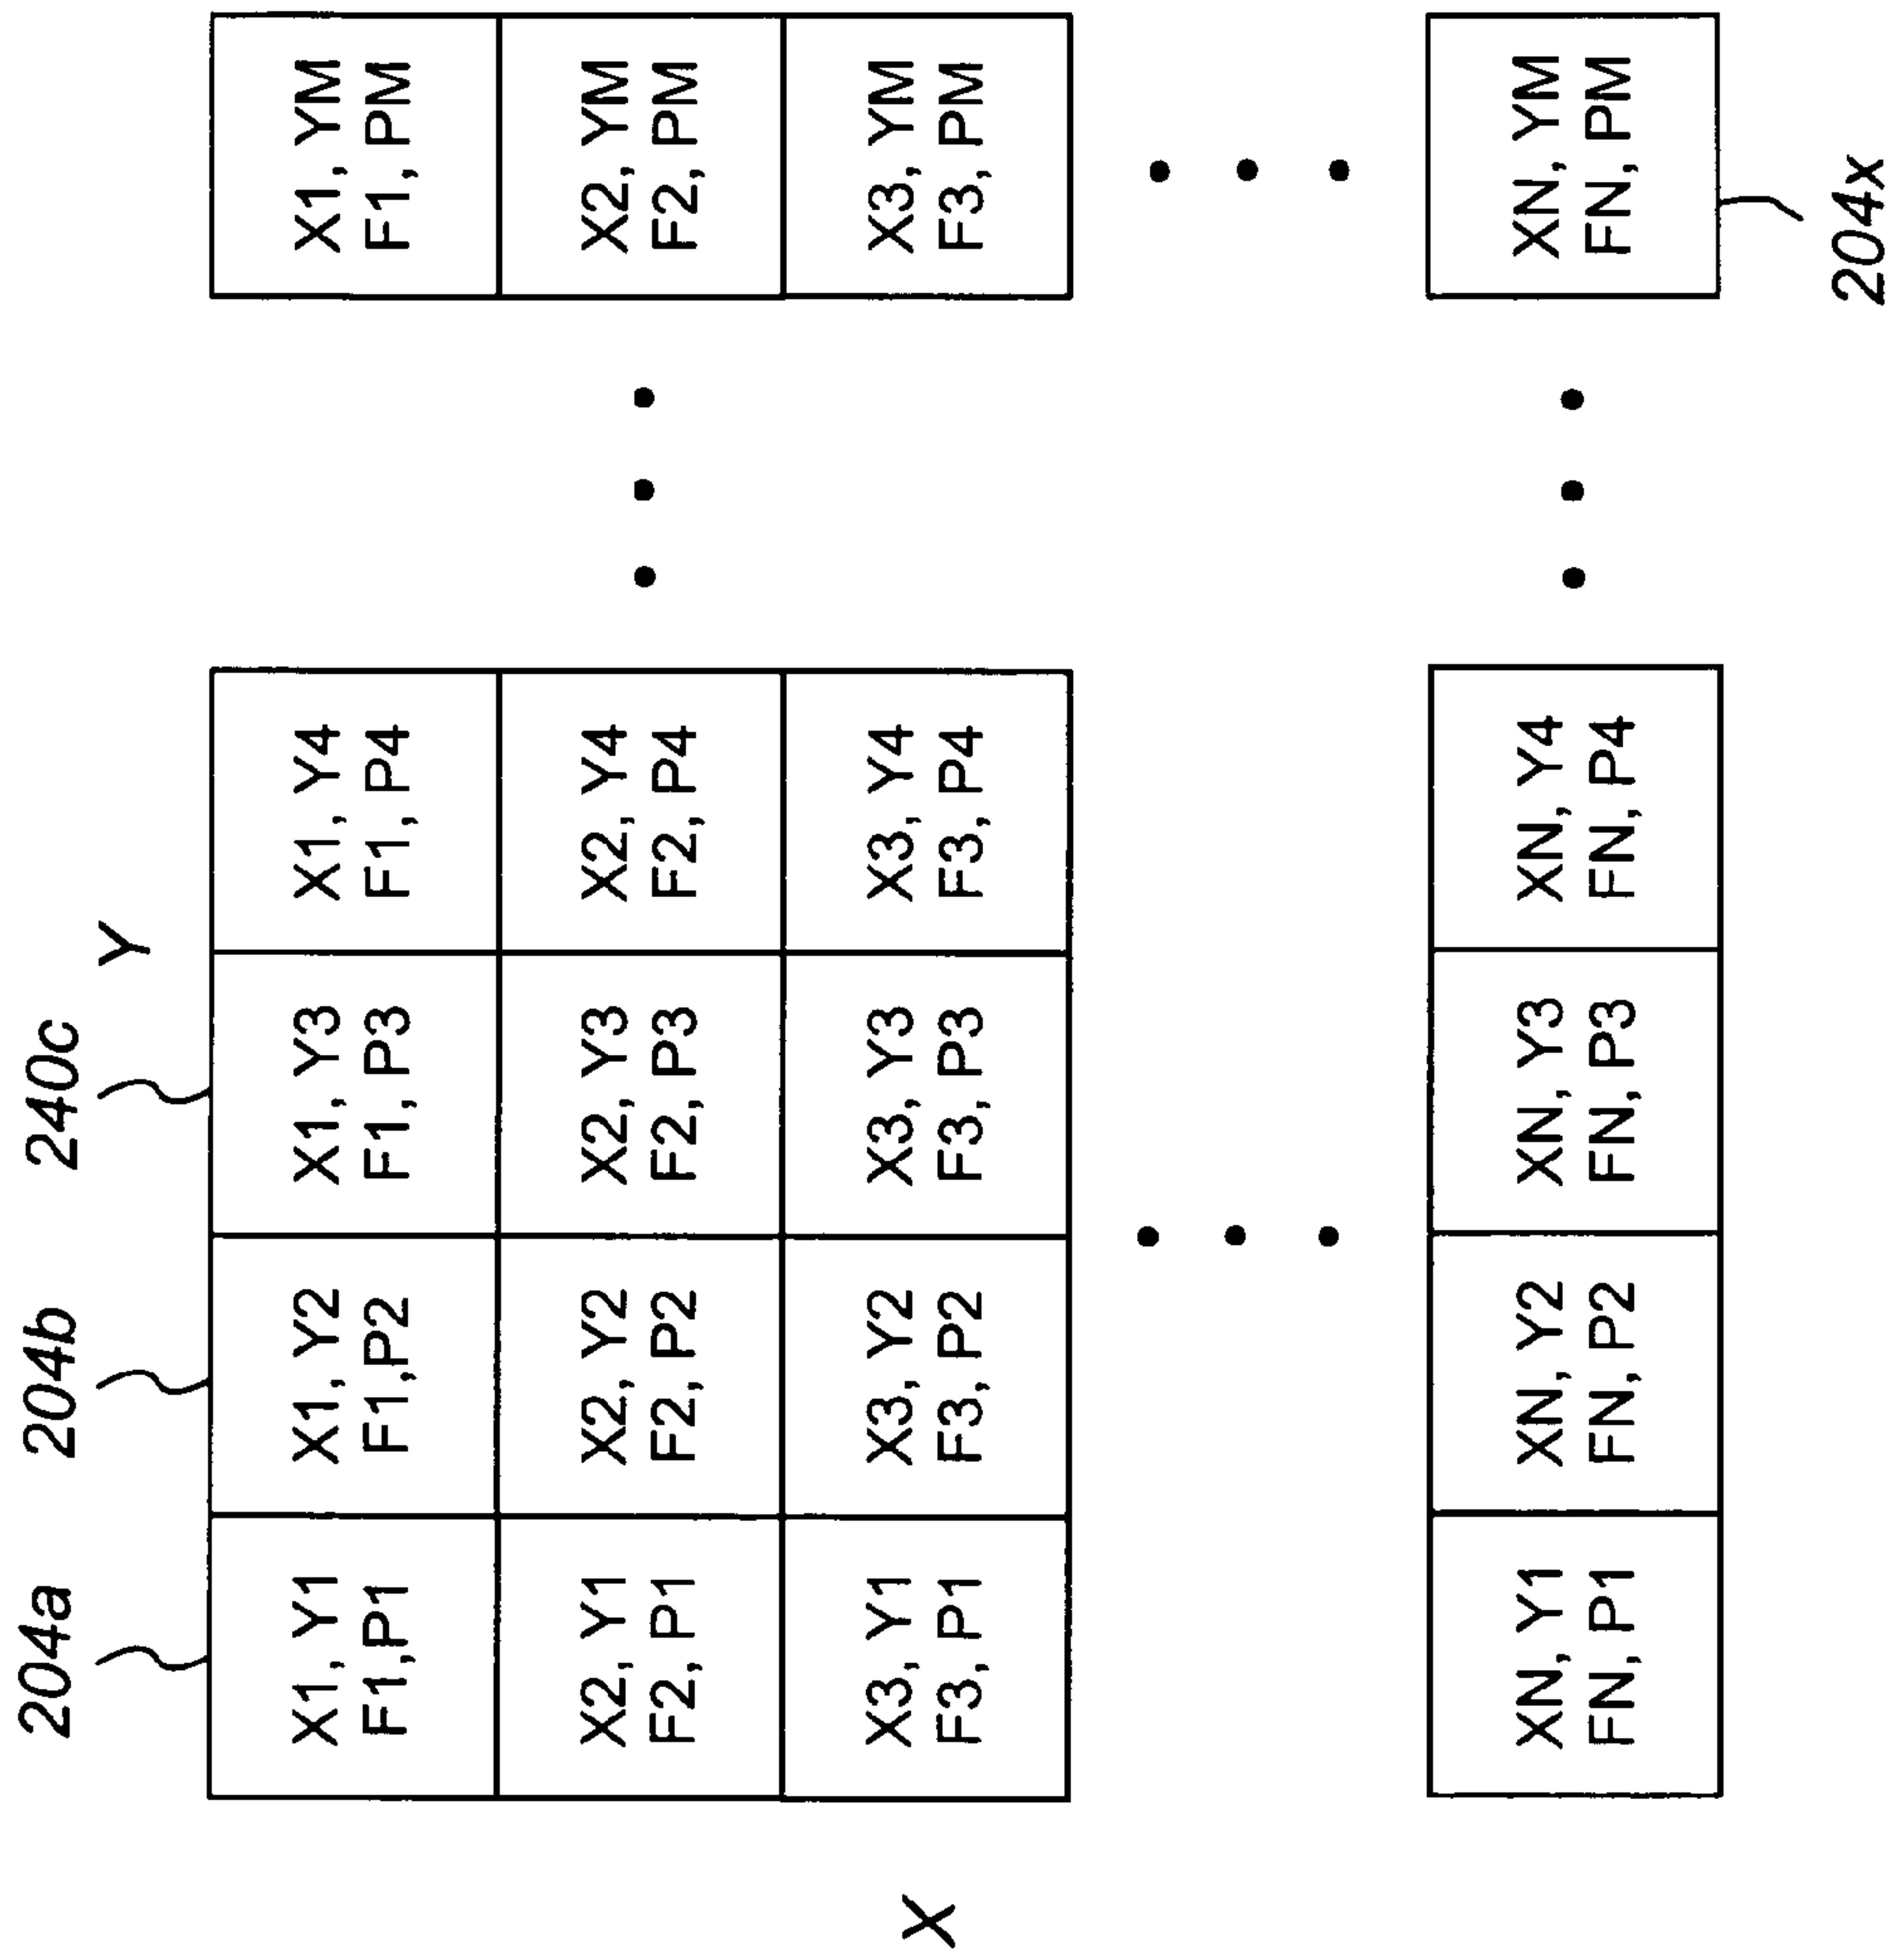 204a
204b
240c
Y
X1, Y1
F1,P1
X1, Y2
F1,P2
X1, Y3
F1, P3
X1, Y4
F1, P4
X1, YM
F1, PM
X2, Y1
F2, P1
X2, Y2
F2, P2
X2, Y3
F2, P3
X2, Y4
F2, P4
X2, YM
F2, PM
X
X3, Y1
F3, P1
X3, Y2
F3, P2
X3, Y3
F3, P3
X3, Y4
F3, P4
X3, YM
F3, PM
XN, Y1
FN, P1
XN, Y2
FN, P2
XN, Y3
FN, P3
XN, Y4
FN, P4
XN, YM
FN, PM
204x